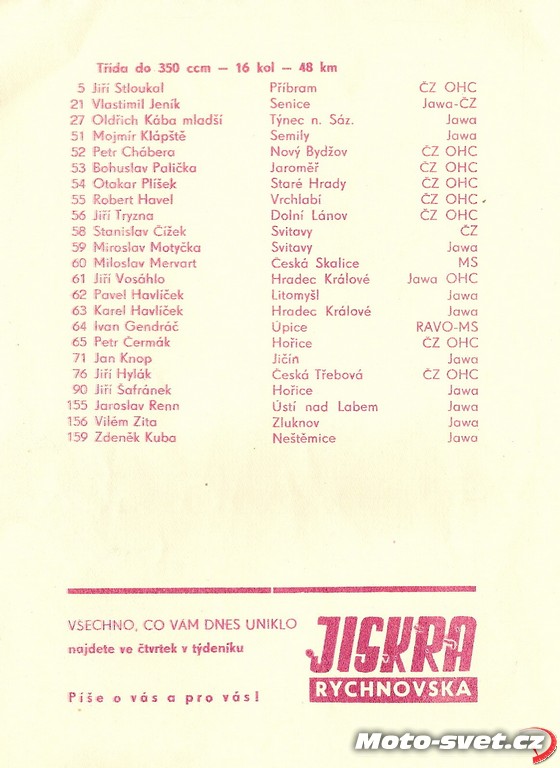 Třída do 350 ccm — 16 kol — 48 km
5 Jiří Stloukal Příbram ČZ OHC
21 Vlastimil Jeník Senice Jawa-ČZ
27 Oldřich Kába mladší Týnec n. Sáz. Jawa
51 Mojmír Klápště Semily Jawa
52 Petr Chábera Nový Bydžov ČZ OHC
53 Bohuslav Palička Jaroměř ČZ OHC
54 Otakar Plíšek Staré Hrady ČZ OHC
55 Robert Havel Vrchlabí ČZ OHC
56 Jiří Tryzna Dolní Lánov ČZ OHC
58 Stanislav Čížek Svitavy ČZ
59 Miroslav Motyčka Svitavy Jawa
60 Miloslav Mervart Česká Skalice MS
61 Jiří Vosáhlo Hradec Králové Jawa OHC
62 Pavel Havlíček Litomyšl Jawa
63 Karel Havlíček Hradec Králové Jawa
64 Ivan Gendráč Úpice RAVO-MS
65 Petr Čermák Hořice ČZ OHC
71 Jan Knop Jičín Jawa
76 Jiří Hylák Česká Třebová ČZ OHC
90 Jiří Šafránek Hořice Jawa
155 Jaroslav Renn Ústí nad Labem Jawa
156 Vilém Zita Zluknov Jawa
159 Zdeněk Kuba Neštěmice Jawa
VŠECHNO, CO VÁM DNES UNIKLO
najdete ve čtvrtek v týdeníku
Píše o vás a pro vás!
JISKRA
RYCHNOVSKA
Moto-svet.cz